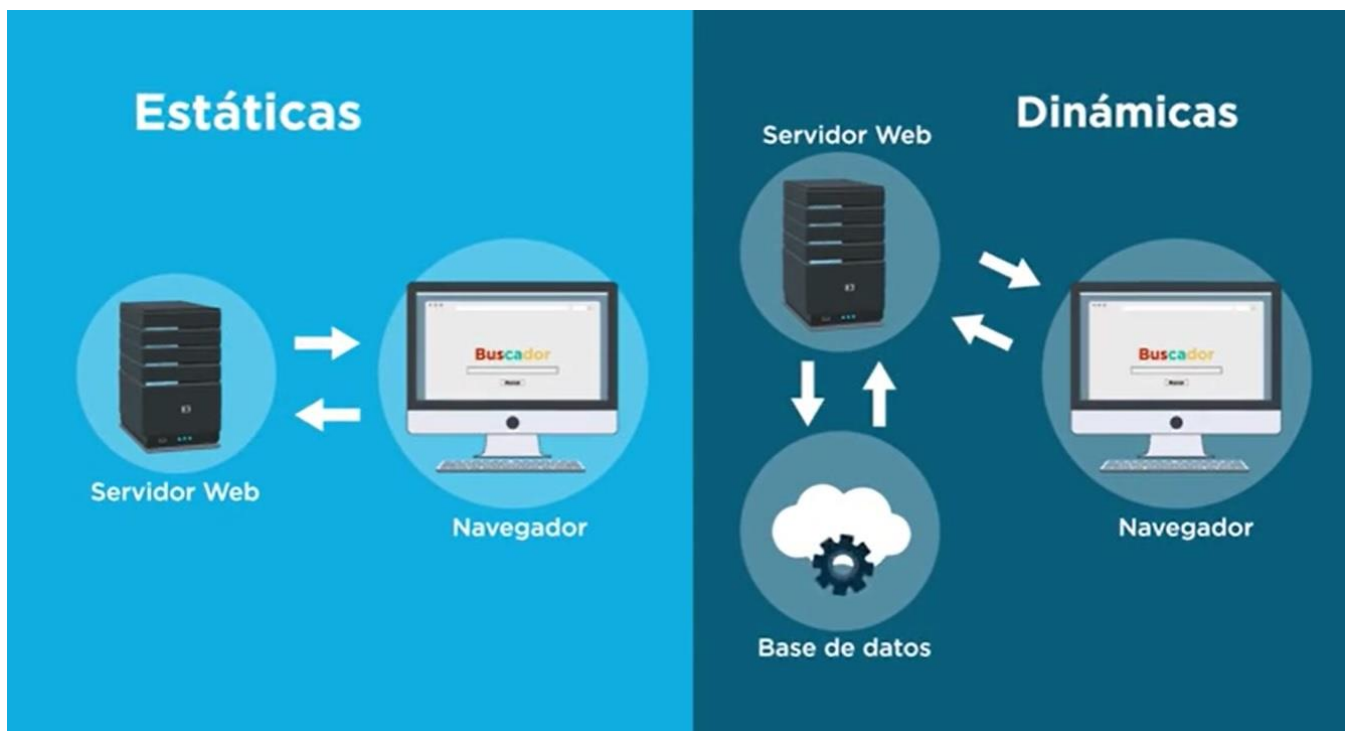 Estáticas
Servidor Web
Buscador
Navegador
Dinámicas
Servidor Web
Buscador
Navegador
Base de datos